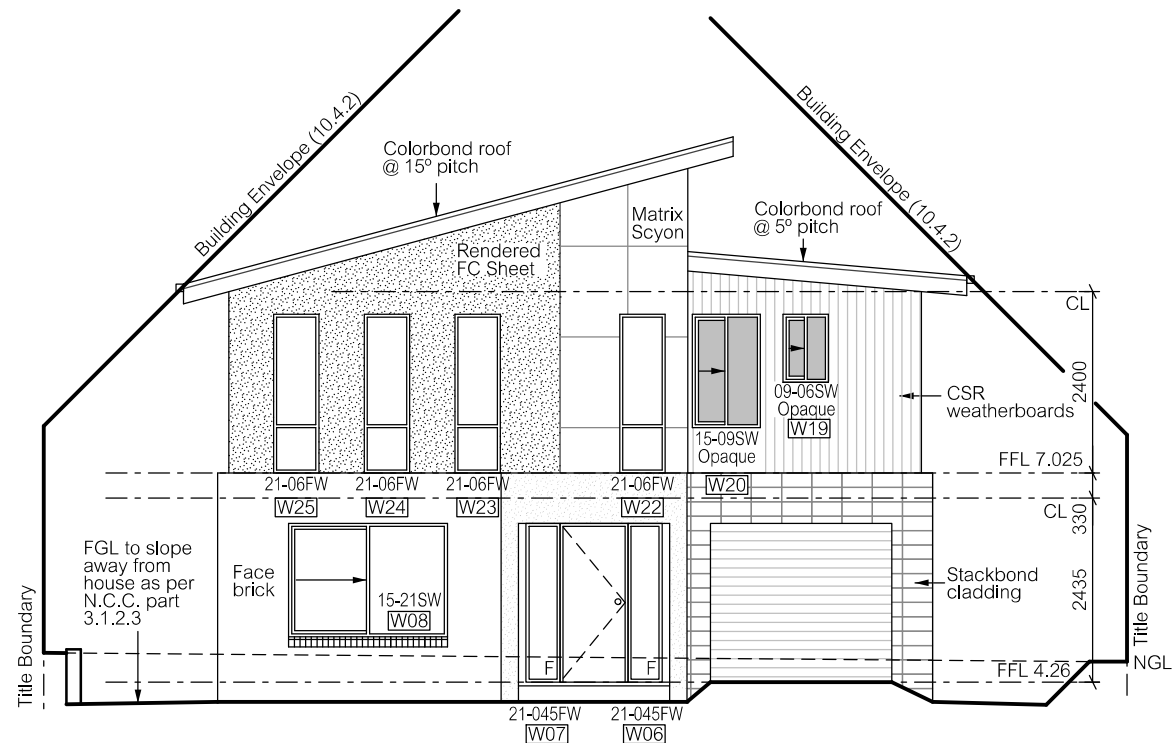 Building Envelope (10.4.2)
Building Envelope (10.4.2)
Colorbond roof
@ 15º pitch
Matrix
Scyon
Colorbond roof
@ 5º pitch
Rendered
FC Sheet
CL
2400
09-06SW
Opaque
W19
CSR
weatherboards
15-09SW
Opaque
W20
FFL 7.025
21-06FW
W25
21-06FW
W24
21-06FW
W23
21-06FW
W22
CL
330
FGL to slope
away from
house as per
N.C.C. part
3.1.2.3
Face
brick
15-21SW
W08
Stackbond
cladding
2435
Title Boundary
Title Boundary
F
F
FFL 4.26
NGL
21-045FW
W07
21-045FW
W06